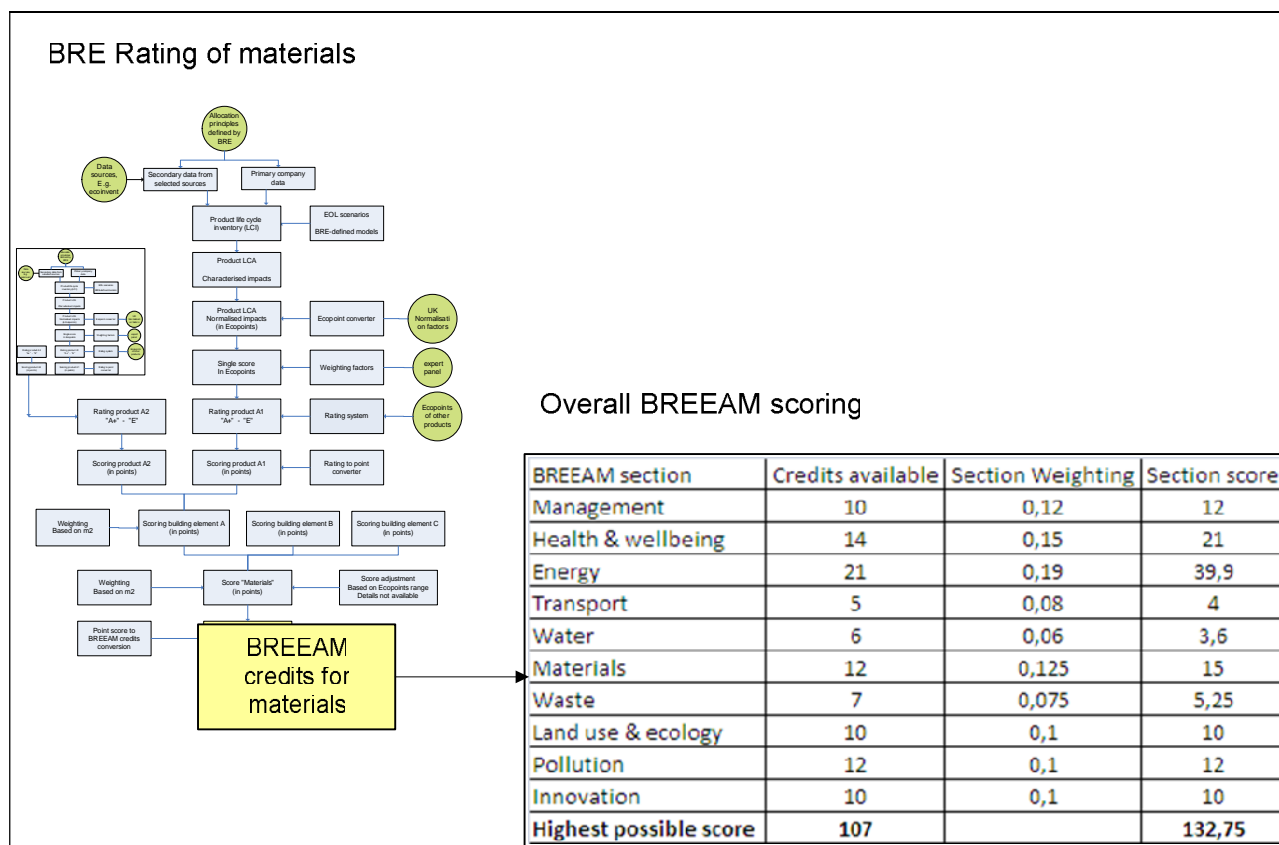 BRE Rating of materials
Allocation
principles
defined by
BRE
Data
sources,
E.g.
ecoinvent
Secondary data from
selected sources
Primary company
data
Product life cycle
inventory (LCI)
EOL scenarios
BRE-defined models
Product LCA
Characterised impacts
Product LCA
Normalised impacts
(in Ecopoints)
Ecopoint converter
UK
Normalisati
on factors
Single score
In Ecopoints
Weighting factors
expert
panel
Rating product A2
"A+" - "E"
Rating product A1
"A+" - "E"
Rating system
Ecopoints
of other
products
Scoring product A2
(in points)
Scoring product A1
(in points)
Rating to point
converter
Weighting
Based on m2
Scoring building element A
(in points)
Scoring building element B
(in points)
Scoring building element C
(in points)
Weighting
Based on m2
Score "Materials"
(in points)
Score adjustment
Based on Ecopoints range
Details not available
Point score to
BREEAM credits
conversion
BREEAM
credits for
materials
Overall BREEAM scoring
BREEAM section Credits available Section Weighting Section score
Management 10 0,12 12
Health & wellbeing 14 0,15 21
Energy 21 0,19 39,9
Transport 5 0,08 4
Water 6 0,06 3,6
Materials 12 0,125 15
Waste 7 0,075 5,25
Land use & ecology 10 0,1 10
Pollution 12 0,1 12
Innovation 10 0,1 10
Highest possible score 107 132,75